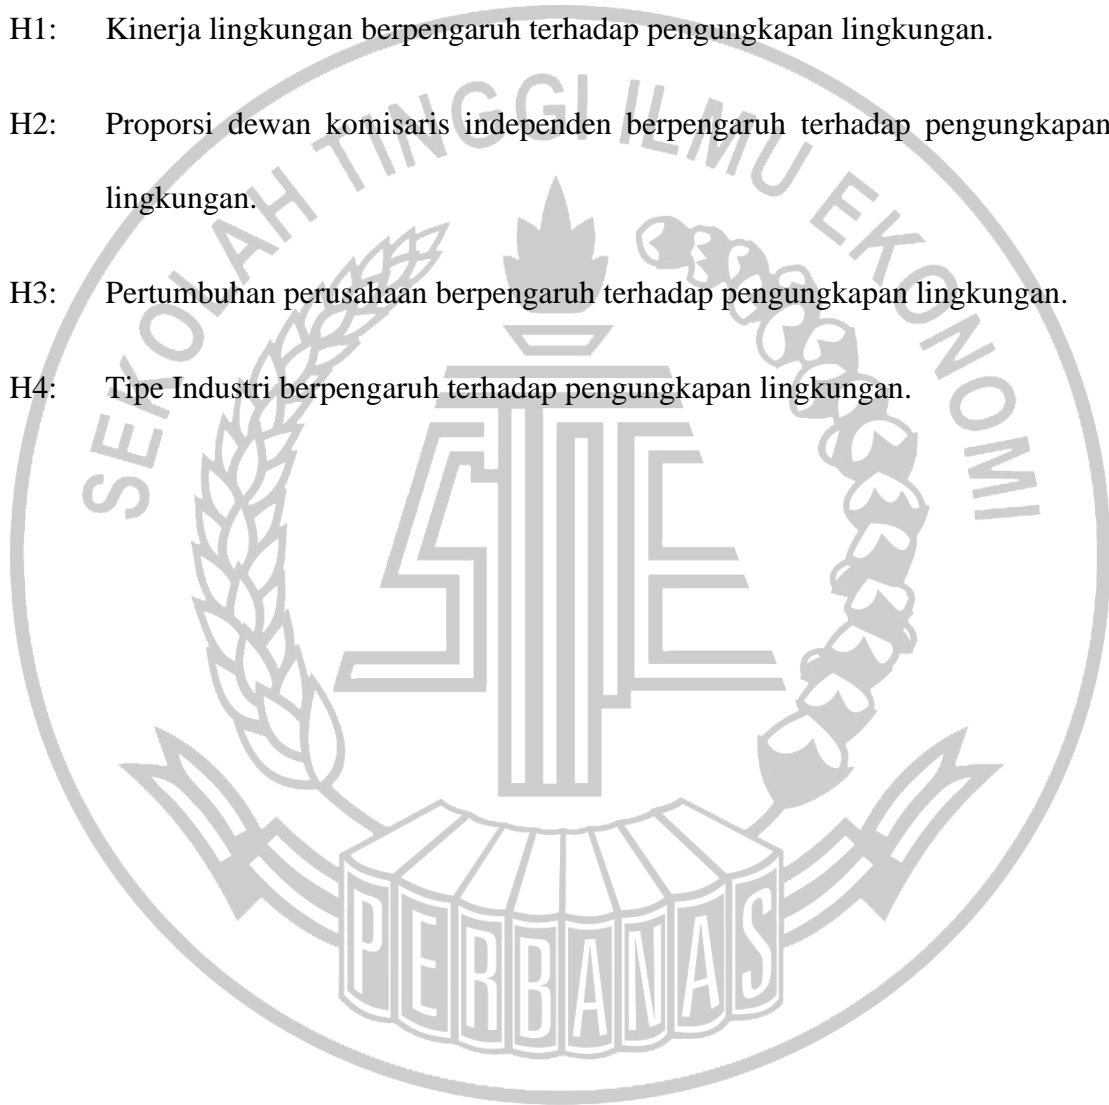 H1: Kinerja lingkungan berpengaruh terhadap pengungkapan lingkungan.
H2: Proporsi dewan komisaris independen berpengaruh terhadap pengungkapan
lingkungan.
H3: Pertumbuhan perusahaan berpengaruh terhadap pengungkapan lingkungan.
H4: Tipe Industri berpengaruh terhadap pengungkapan lingkungan.
SEKOLAH TINGGI ILMU EKONOMI
STIE
PERBANAS